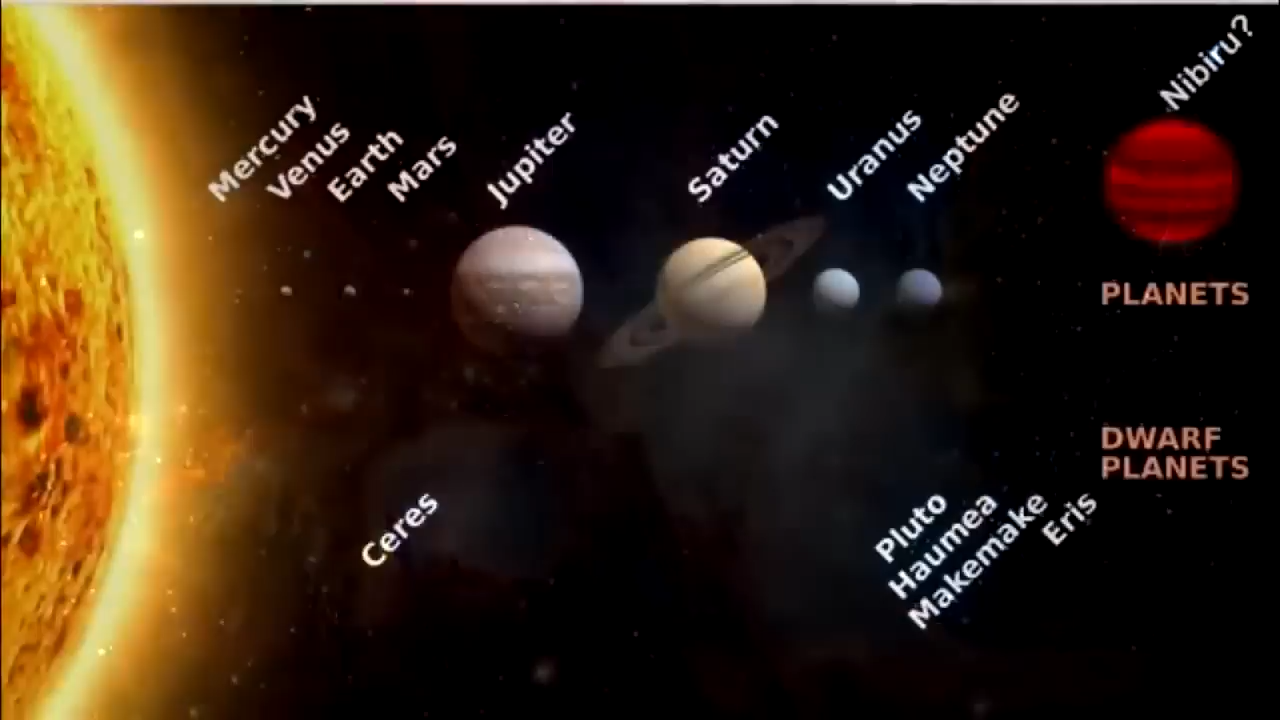 Nibiru?
Mercury
Venus
Earth
Mars
Jupiter
Saturn
Uranus
Neptune
PLANETS
DWARF
PLANETS
Ceres
Pluto
Haumea
Makemake
Eris